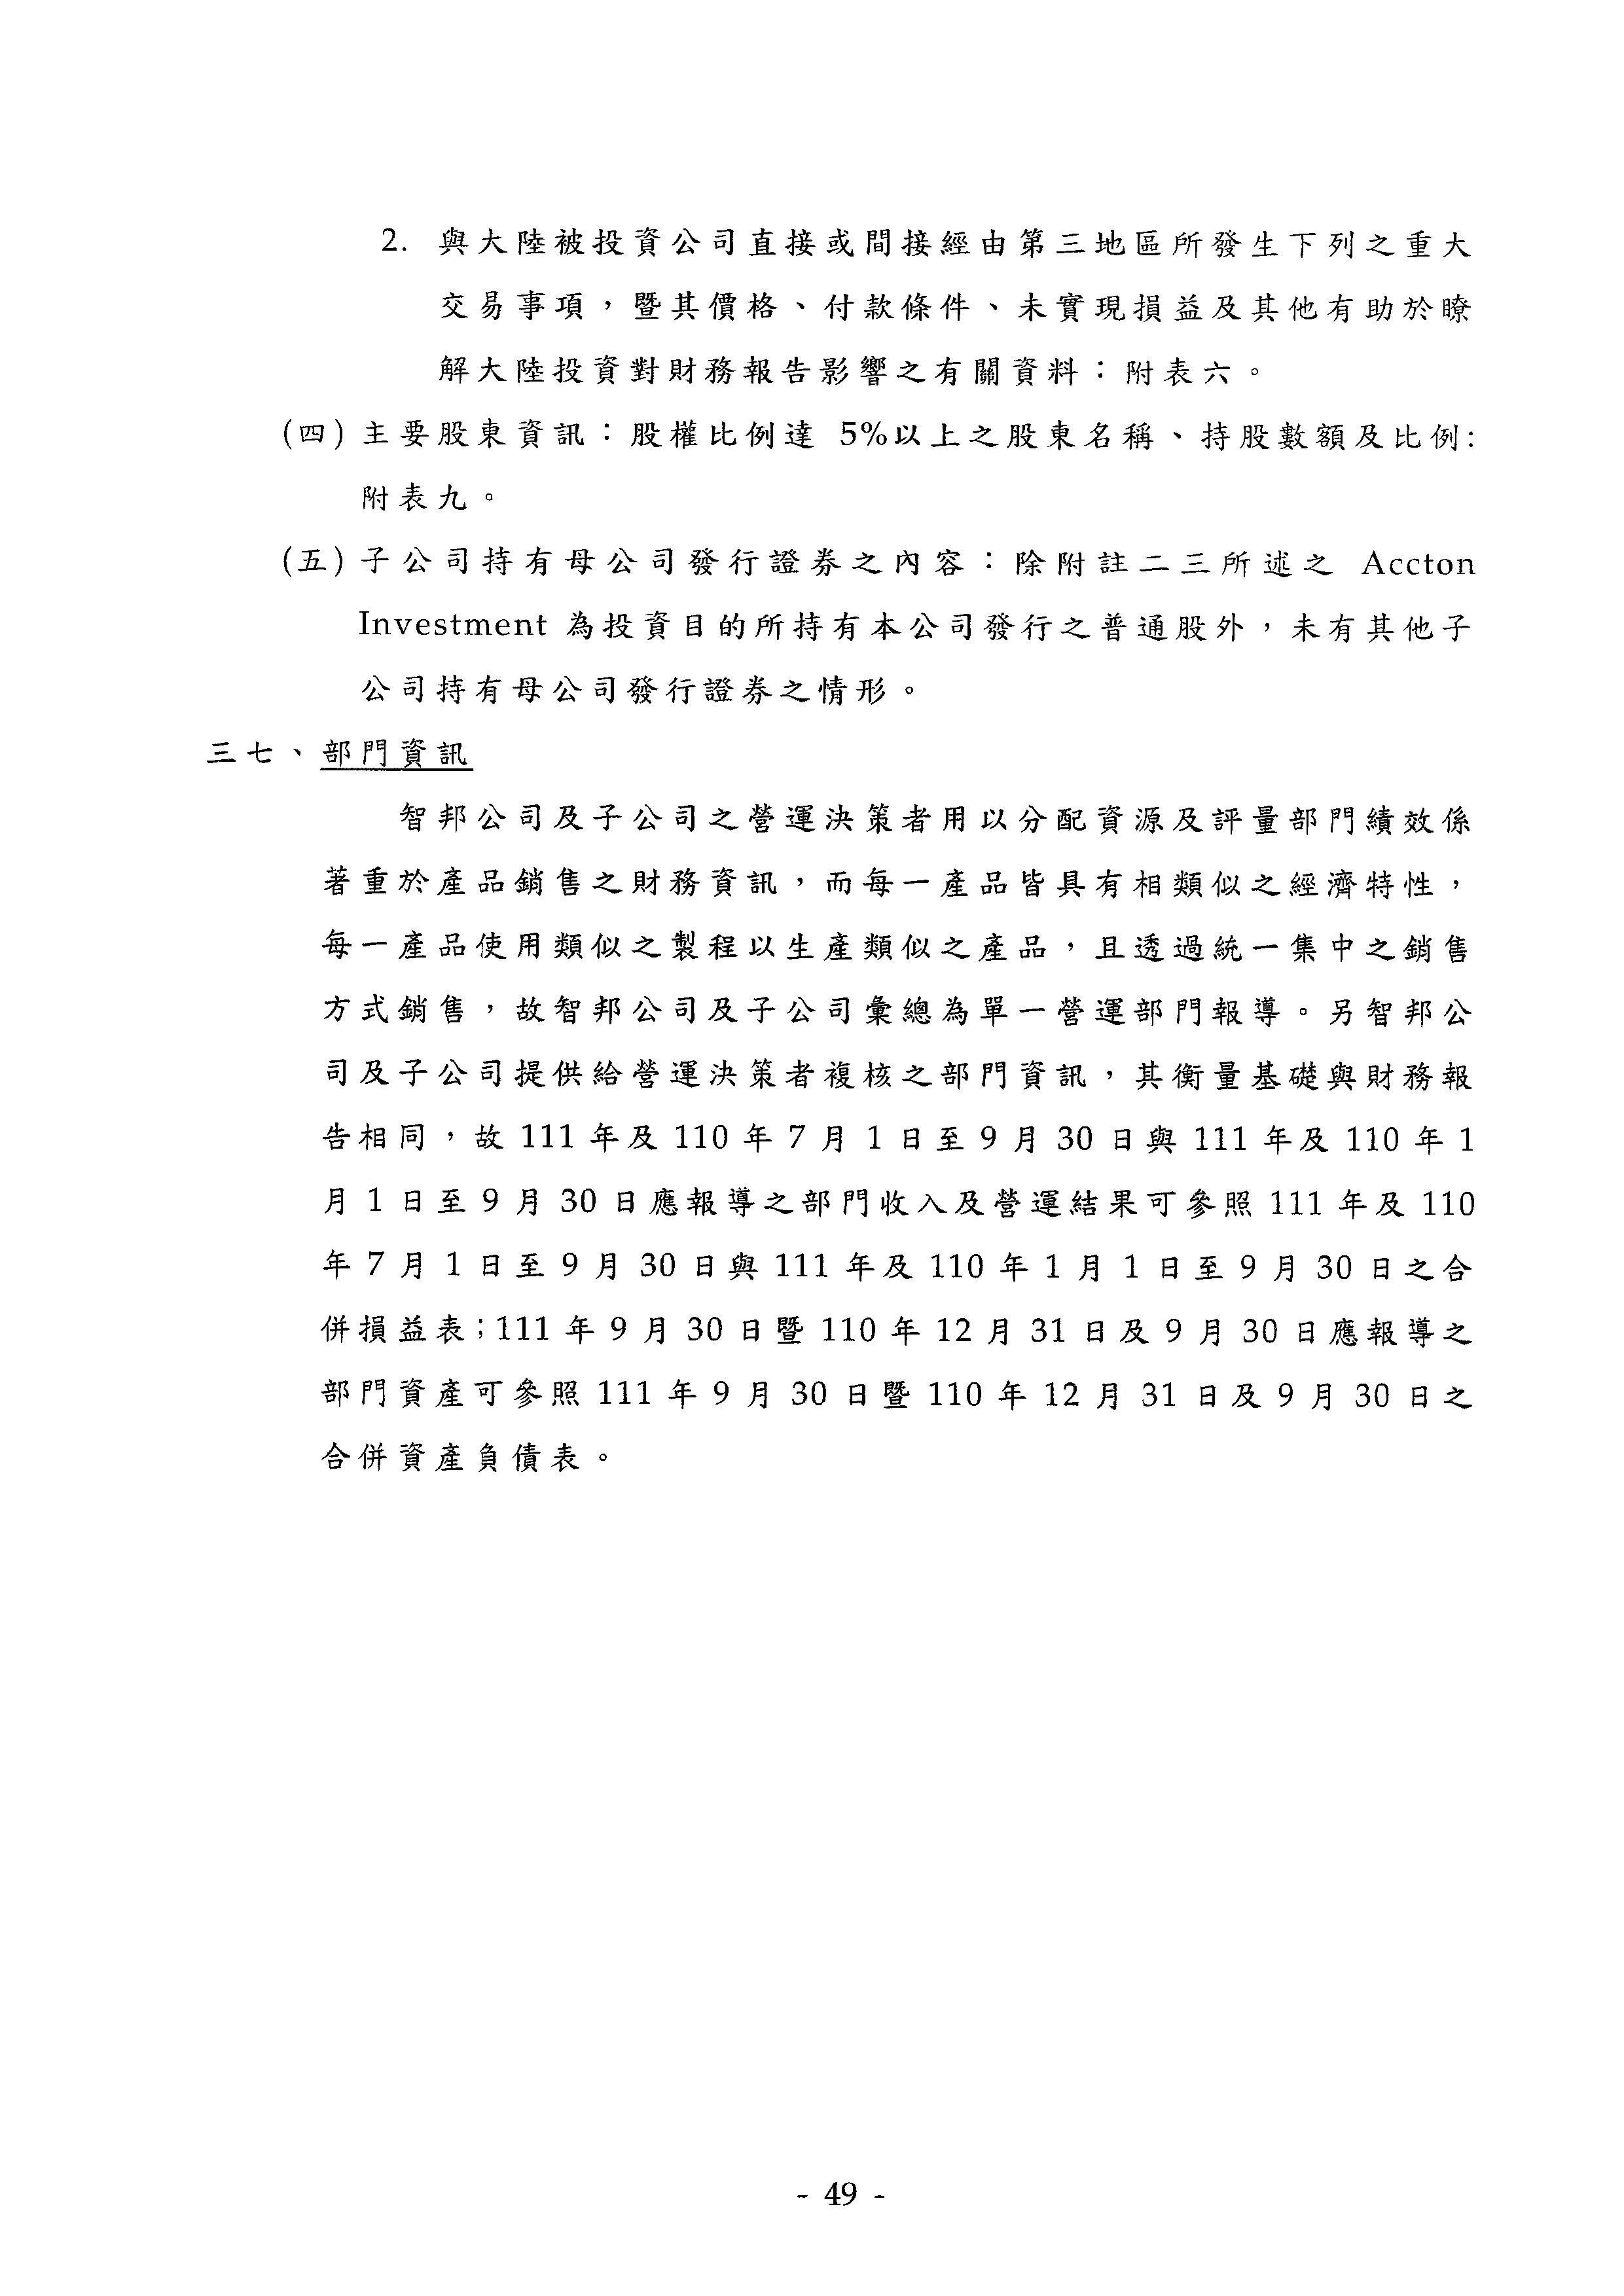 2. 與大陸被投資公司直接或間接經由第三地區所發生下列之重大
交易事項，暨其價格、付款條件、未實現損益及其他有助於瞭
解大陸投資對財務報告影響之有關資料：附表六。
(四) 主要股東資訊：股權比例達 5%以上之股東名稱、持股數額及比例:
附表九。
(五) 子公司持有母公司發行證券之內容：除附註二三所述之 Accton
Investment 為投資目的所持有本公司發行之普通股外，未有其他子
公司持有母公司發行證券之情形。
三七、部門資訊
智邦公司及子公司之營運決策者用以分配資源及評量部門績效係
著重於產品銷售之財務資訊，而每一產品皆具有相類似之經濟特性，
每一產品使用類似之製程以生產類似之產品，且透過統一集中之銷售
方式銷售，故智邦公司及子公司彙總為單一營運部門報導。另智邦公
司及子公司提供給營運決策者複核之部門資訊，其衡量基礎與財務報
告相同，故 111 年及 110 年 7 月 1 日至 9 月 30 日與 111 年及 110 年 1
月 1 日至 9 月 30 日應報導之部門收入及營運結果可參照 111 年及 110
年 7 月 1 日至 9 月 30 日與 111 年及 110 年 1 月 1 日至 9 月 30 日之合
併損益表;111 年 9 月 30 日暨 110 年 12 月 31 日及 9 月 30 日應報導之
部門資產可參照 111 年 9 月 30 日暨 110 年 12 月 31 日及 9 月 30 日之
合併資產負債表。
- 49 -